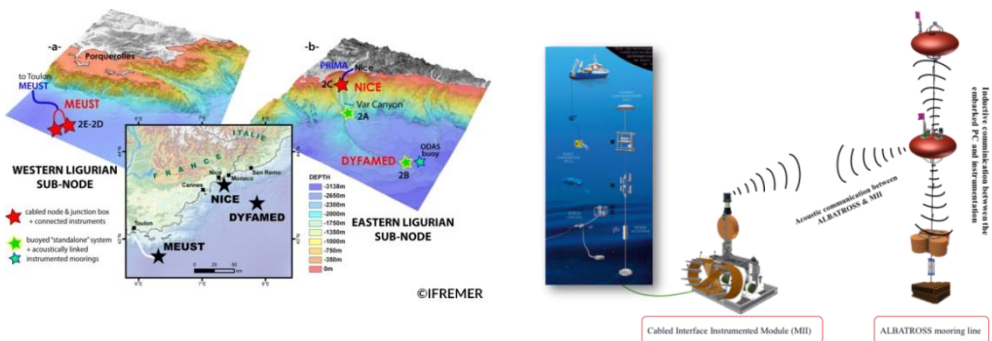 -a-
Porquerolles
to Toulon
MEUST
MEUST
2E-2D
WESTERN LIGURIAN
SUB-NODE
cabled node & junction box
+ connected instruments
buoyed "standalone" system
+ acoustically linked
instrumented moorings
-b-
PRIMA
Nice
2C
NICE
Var Canyon
2A
DYFAMED
ODAS
buoy
2B
EASTERN LIGURIAN
SUB-NODE
ITALIE
FRANCE
San Remo
Monaco
Nice
Cannes
NICE
DYFAMED
Toulon
MEUST
DEPTH
-3138m
-2650m
-2300m
-2000m
-1750m
-1350m
-1000m
-750m
-350m
0m
©IFREMER
Acoustic communication between
ALBATROSS & MII
Inductive comminication between the
embarked PC and instrumentation
Cabled Interface Instrumented Module (MII)
ALBATROSS mooring line